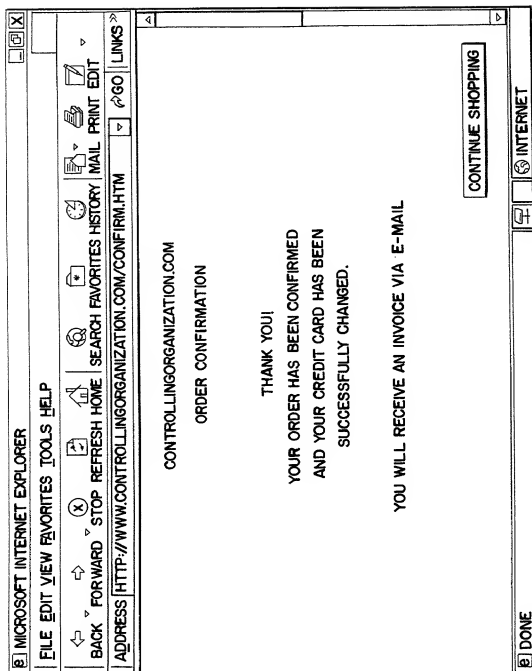 MICROSOFT INTERNET EXPLORER
FILE EDIT VIEW FAVORITES TOOLS HELP
BACK FORWARD STOP REFRESH HOME SEARCH FAVORITES HISTORY MAIL PRINT EDIT
ADDRESS HTTP://WWW.CONTROLLINGORGANIZATION.COM/CONFIRM.HTM GO LINKS »
CONTROLLINGORGANIZATION.COM
ORDER CONFIRMATION
THANK YOU!
YOUR ORDER HAS BEEN CONFIRMED
AND YOUR CREDIT CARD HAS BEEN
SUCCESSFULLY CHANGED.
YOU WILL RECEIVE AN INVOICE VIA E-MAIL
CONTINUE SHOPPING
DONE INTERNET